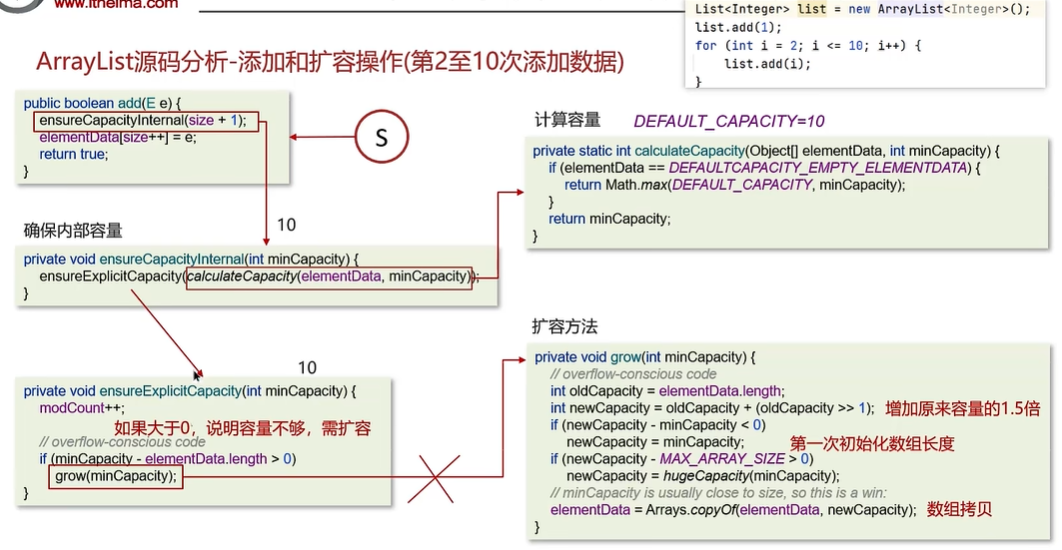 www.itheima.com
List<Integer> list = new ArrayList<Integer>();
list.add(1);
for (int i = 2; i <= 10; i++) {
list.add(i);
}
ArrayList源码分析-添加和扩容操作(第2至10次添加数据)
public boolean add(E e) {
ensureCapacityInternal(size + 1);
elementData[size++] = e;
return true;
}
S
计算容量 DEFAULT_CAPACITY=10
private static int calculateCapacity(Object[] elementData, int minCapacity) {
if (elementData == DEFAULTCAPACITY_EMPTY_ELEMENTDATA) {
return Math.max(DEFAULT_CAPACITY, minCapacity);
}
return minCapacity;
}
确保内部容量
10
private void ensureCapacityInternal(int minCapacity) {
ensureExplicitCapacity(calculateCapacity(elementData, minCapacity));
}
10
private void ensureExplicitCapacity(int minCapacity) {
modCount++;
如果大于0，说明容量不够，需扩容
// overflow-conscious code
if (minCapacity - elementData.length > 0)
grow(minCapacity);
}
扩容方法
private void grow(int minCapacity) {
// overflow-conscious code
int oldCapacity = elementData.length;
int newCapacity = oldCapacity + (oldCapacity >> 1); 增加原来容量的1.5倍
if (newCapacity - minCapacity < 0)
newCapacity = minCapacity; 第一次初始化数组长度
if (newCapacity - MAX_ARRAY_SIZE > 0)
newCapacity = hugeCapacity(minCapacity);
// minCapacity is usually close to size, so this is a win:
elementData = Arrays.copyOf(elementData, newCapacity); 数组拷贝
}